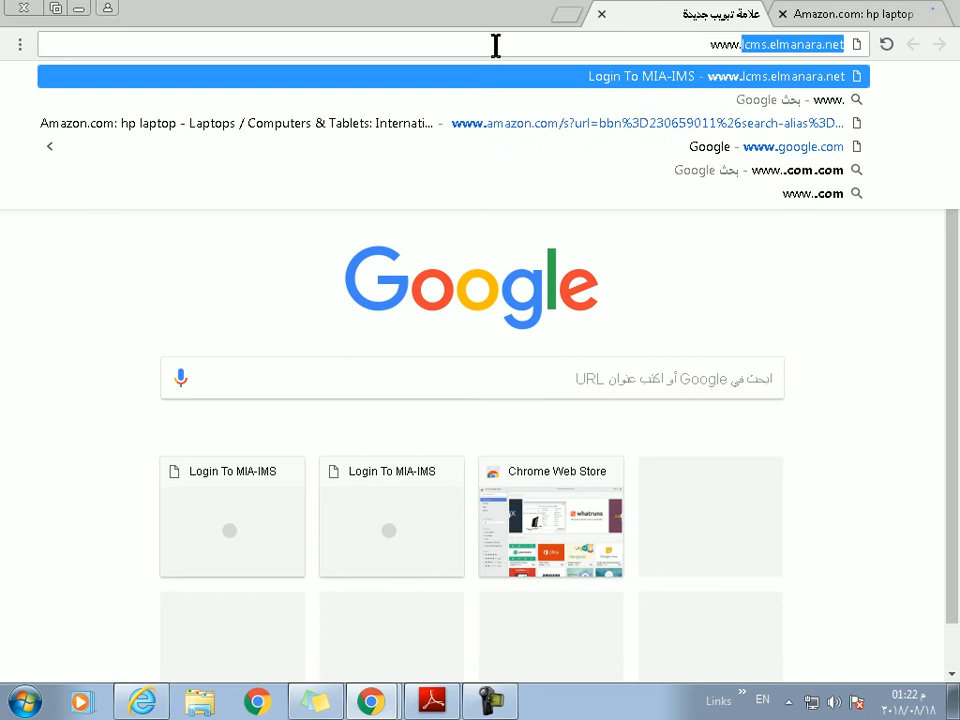 علامة تبويب جديدة
Amazon.com: hp laptop
www.lcms.elmanara.net
Login To MIA-IMS - www.lcms.elmanara.net
www. - بحث Google
Amazon.com: hp laptop - Laptops / Computers & Tablets: Internati... - www.amazon.com/s?url=bbn%3D230659011%26search-alias%3D...
Google - www.google.com
www..com.com - بحث Google
www..com
Google
ابحث في Google أو اكتب عنوان URL
Login To MIA-IMS
Login To MIA-IMS
Chrome Web Store
whatruns
Office
Links
EN
01:22 م
٢٠١٨/٠٨/١٨